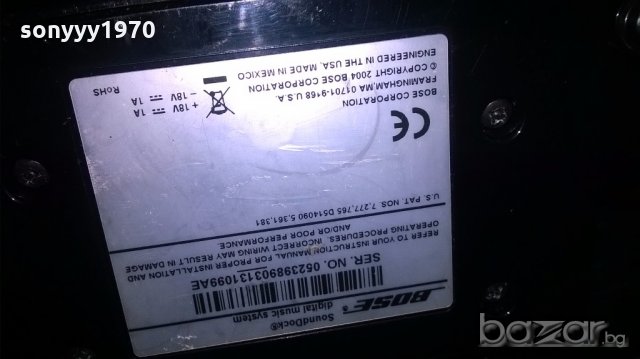 sonyyy1970
SoundDock®
digital music system
BOSE®
SER. NO. 052398903131099AE
REFER TO YOUR INSTRUCTION MANUAL FOR PROPER INSTALLATION AND
OPERATING PROCEDURES. INCORRECT WIRING MAY RESULT IN DAMAGE
AND/OR POOR PERFORMANCE.
U.S. PAT. NOS. 7,277,765 D514090 5,361,381
CE
BOSE CORPORATION
FRAMINGHAM, MA 01701-9168 U.S.A.
© COPYRIGHT 2004 BOSE CORPORATION
ENGINEERED IN THE USA, MADE IN MEXICO
+ 18V ⎓ 1A
− 18V ⎓ 1A
RoHS
bazar.bg